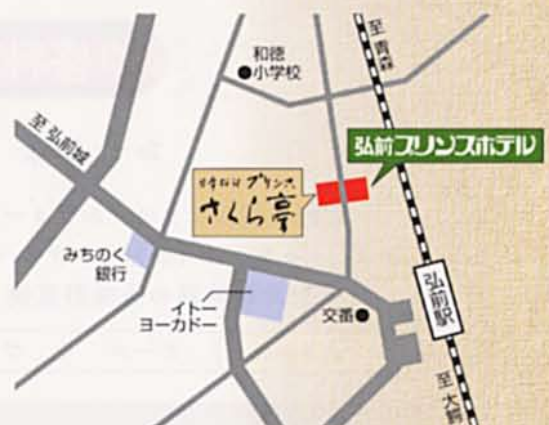 和徳
小学校
至 青森
至 弘前城
弘前プリンスホテル
プリンス
さくら亭
みちのく
銀行
イトー
ヨーカドー
交番
弘前駅
至 大鰐